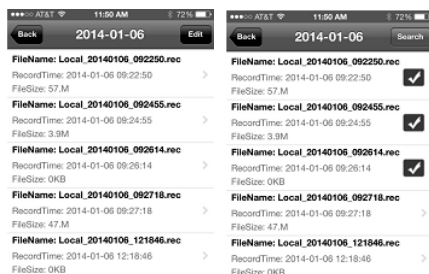 AT&T 11:50 AM 72%
Back 2014-01-06 Edit
FileName: Local_20140106_092250.rec
RecordTime: 2014-01-06 09:22:50
FileSize: 57.M
FileName: Local_20140106_092455.rec
RecordTime: 2014-01-06 09:24:55
FileSize: 3.9M
FileName: Local_20140106_092614.rec
RecordTime: 2014-01-06 09:26:14
FileSize: 0KB
FileName: Local_20140106_092718.rec
RecordTime: 2014-01-06 09:27:18
FileSize: 47.M
FileName: Local_20140106_121846.rec
RecordTime: 2014-01-06 12:18:46
FileSize: 0KB
AT&T 11:50 AM 72%
Back 2014-01-06 Search
FileName: Local_20140106_092250.rec
RecordTime: 2014-01-06 09:22:50
FileSize: 57.M
FileName: Local_20140106_092455.rec
RecordTime: 2014-01-06 09:24:55
FileSize: 3.9M
FileName: Local_20140106_092614.rec
RecordTime: 2014-01-06 09:26:14
FileSize: 0KB
FileName: Local_20140106_092718.rec
RecordTime: 2014-01-06 09:27:18
FileSize: 47.M
FileName: Local_20140106_121846.rec
RecordTime: 2014-01-06 12:18:46
FileSize: 0KB